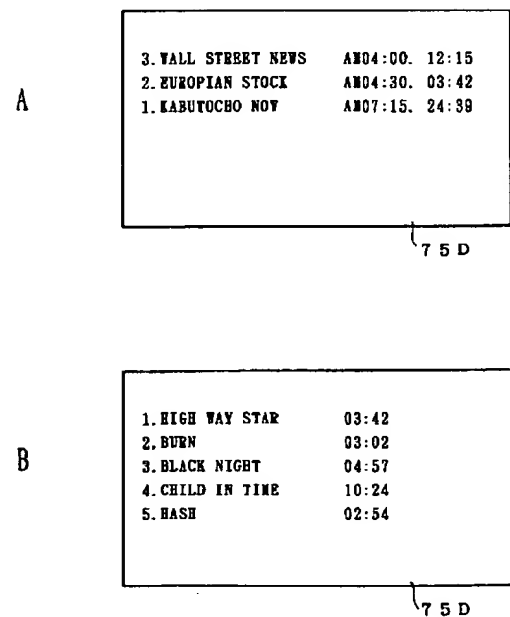 A
3. WALL STREET NEWS AM04:00. 12:15
2. EUROPIAN STOCK AM04:30. 03:42
1. KABUTOCHO NOW AM07:15. 24:39
75D
B
1. HIGH WAY STAR 03:42
2. BURN 03:02
3. BLACK NIGHT 04:57
4. CHILD IN TIME 10:24
5. HASH 02:54
75D